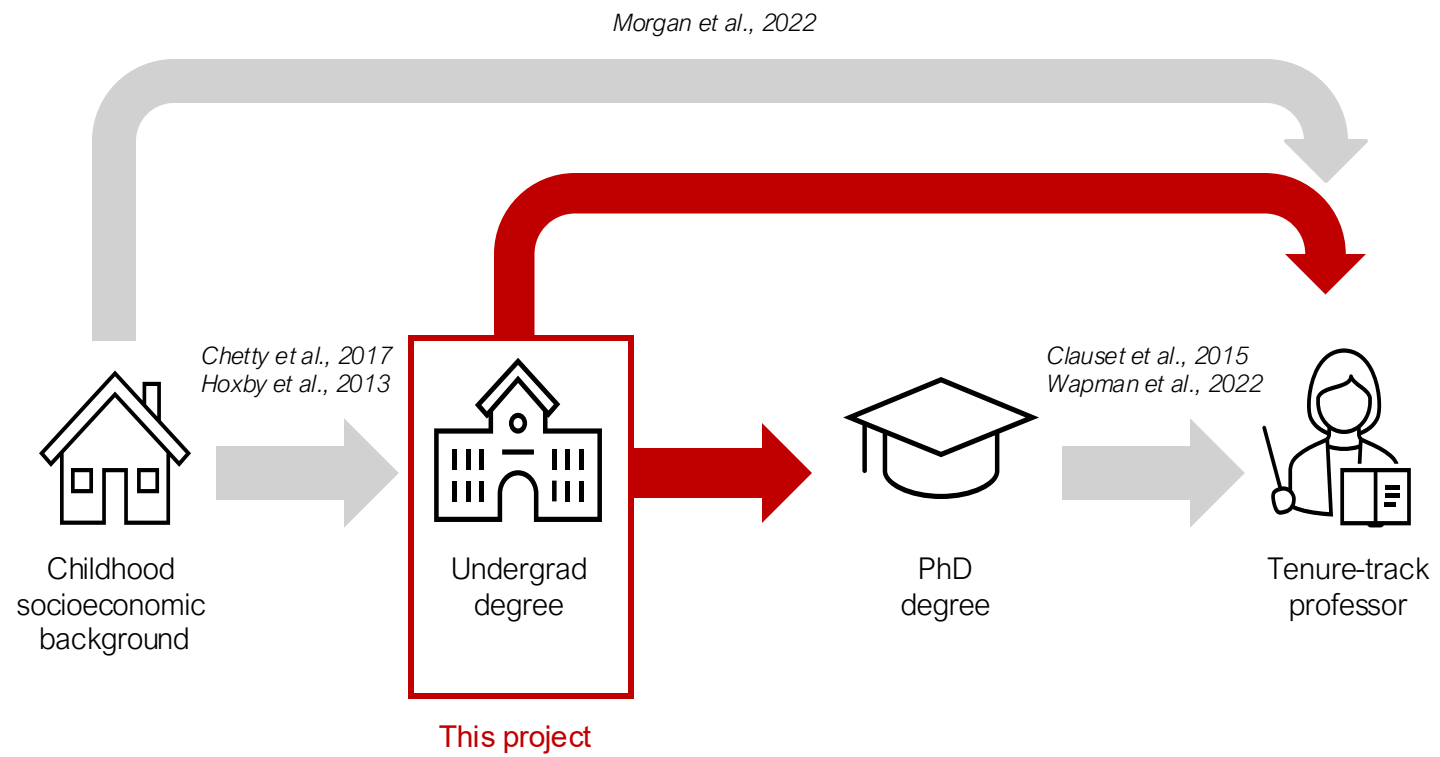 Morgan et al., 2022
Chetty et al., 2017
Hoxby et al., 2013
Clauset et al., 2015
Wapman et al., 2022
Childhood
socioeconomic
background
Undergrad
degree
PhD
degree
Tenure-track
professor
This project